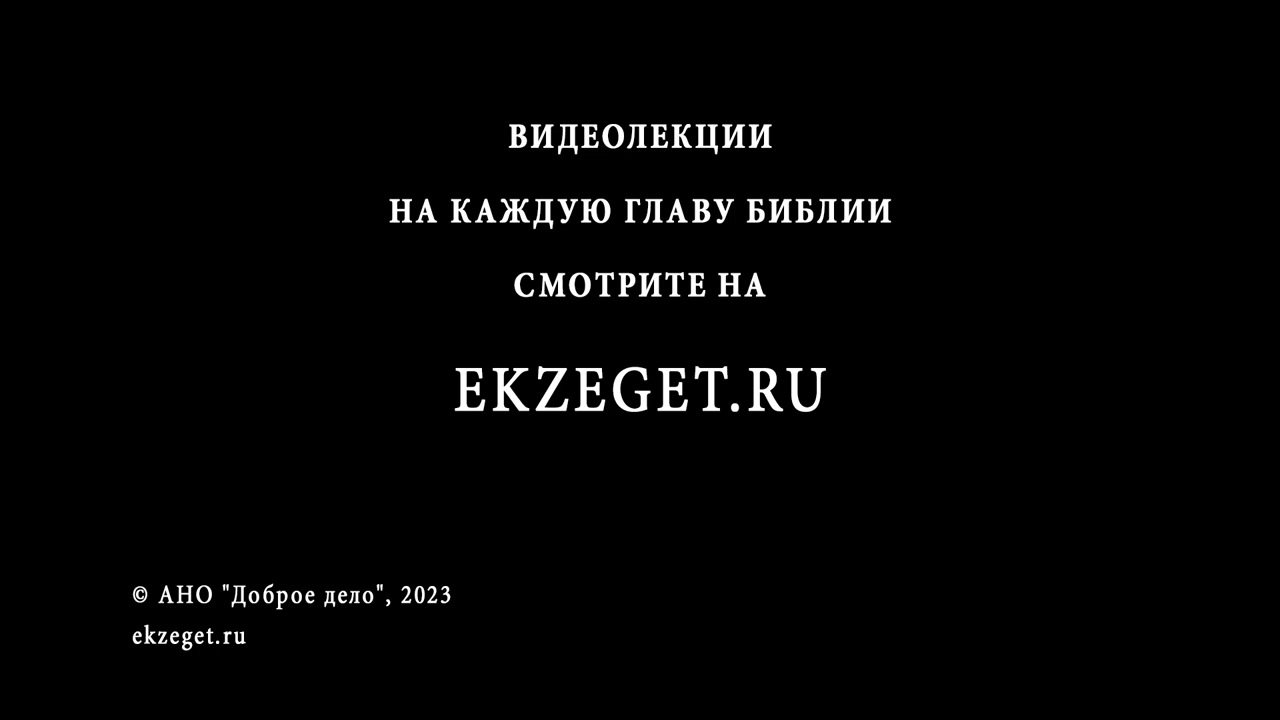 ВИДЕОЛЕКЦИИ
НА КАЖДУЮ ГЛАВУ БИБЛИИ
СМОТРИТЕ НА
EKZEGET.RU
© АНО "Доброе дело", 2023
ekzeget.ru